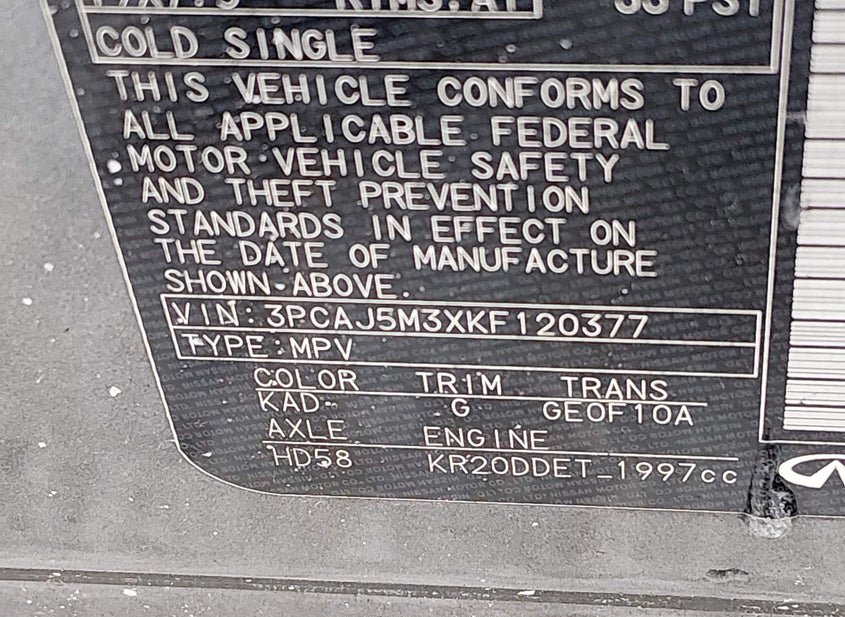 COLD SINGLE
THIS VEHICLE CONFORMS TO
ALL APPLICABLE FEDERAL
MOTOR VEHICLE SAFETY
AND THEFT PREVENTION
STANDARDS IN EFFECT ON
THE DATE OF MANUFACTURE
SHOWN ABOVE.
VIN: 3PCAJ5M3XKF120377
TYPE: MPV
COLOR TRIM TRANS
KAD G GE0F10A
AXLE ENGINE
HD58 KR20DDET_1997cc